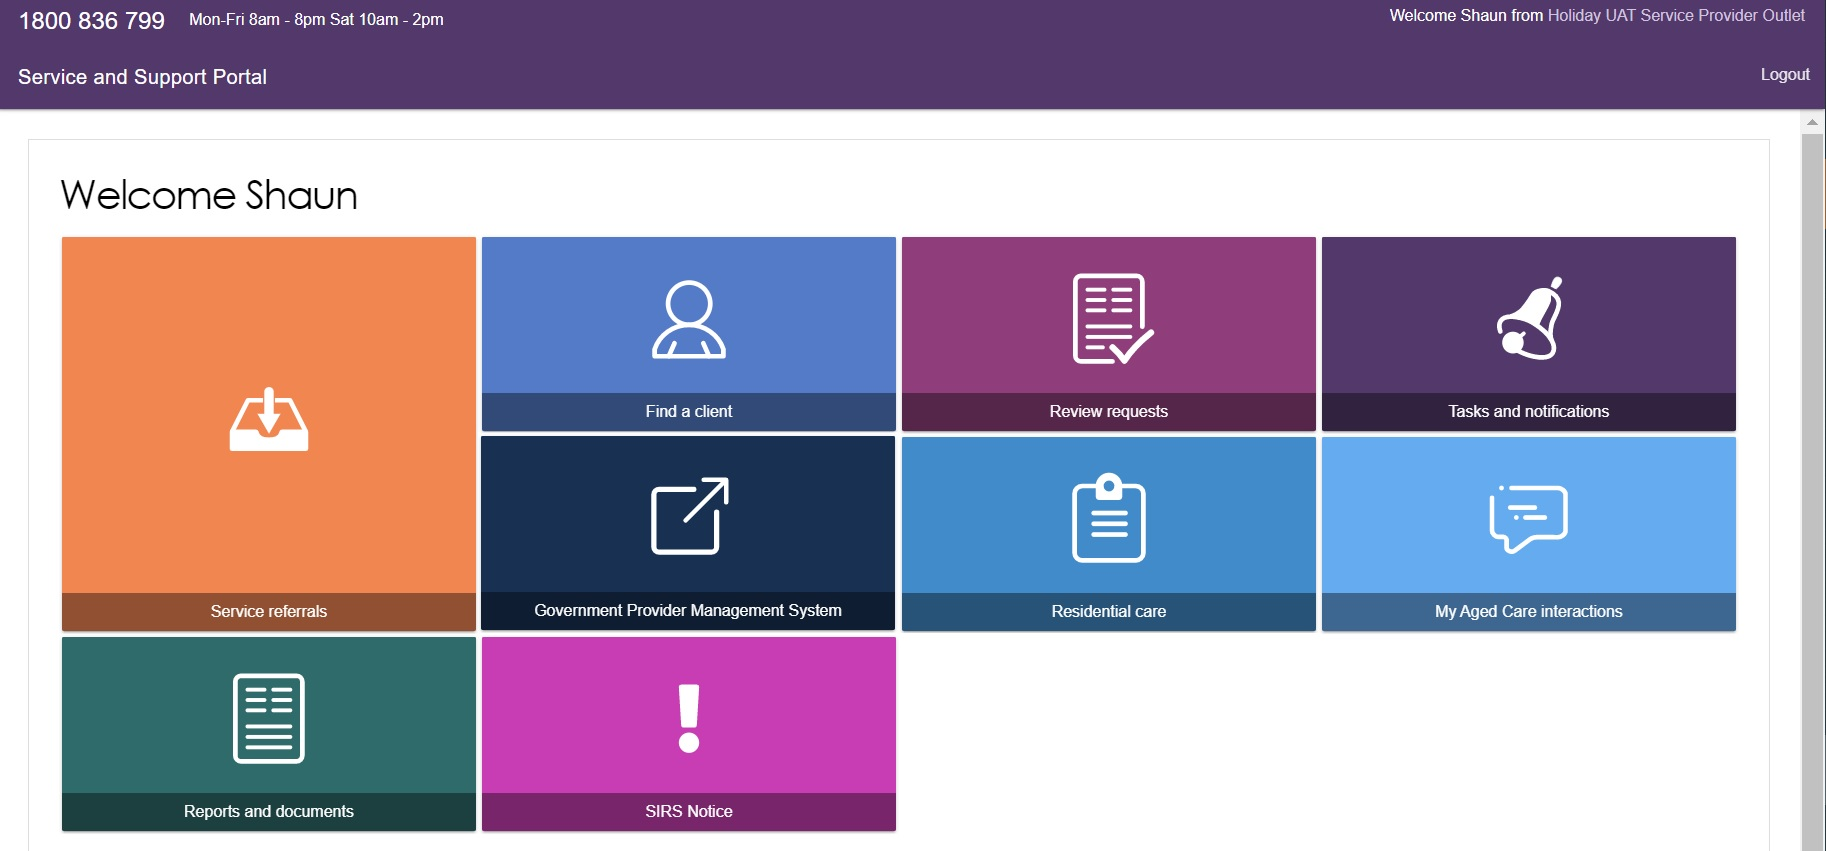 1800 836 799 Mon-Fri 8am - 8pm Sat 10am - 2pm
Welcome Shaun from Holiday UAT Service Provider Outlet
Service and Support Portal
Logout
Welcome Shaun
Find a client
Review requests
Tasks and notifications
Service referrals
Government Provider Management System
Residential care
My Aged Care interactions
Reports and documents
SIRS Notice